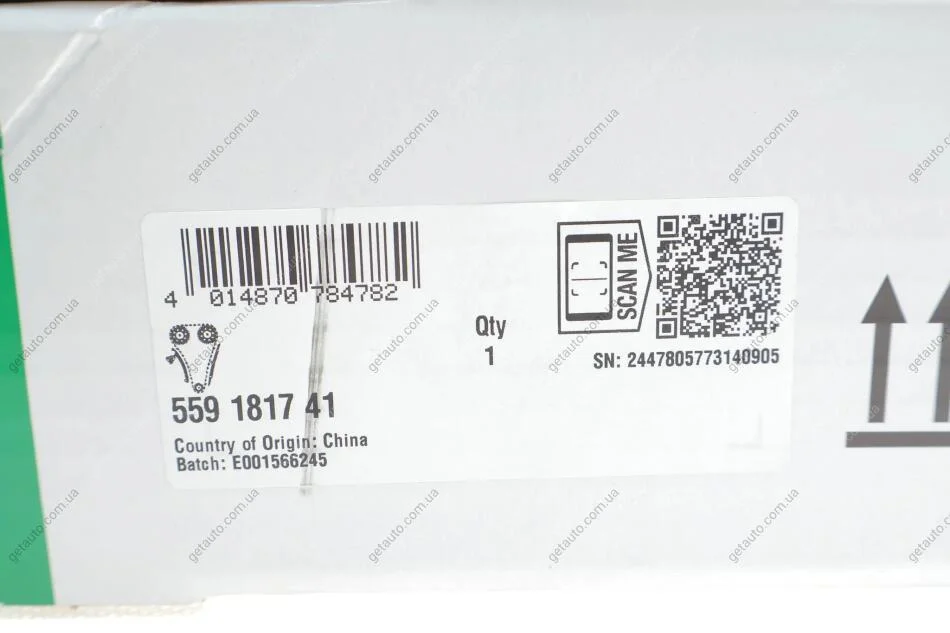 4 014870 784782
Qty
1
SCAN ME
SN: 2447805773140905
559 1817 41
Country of Origin: China
Batch: E001566245
getauto.com.ua